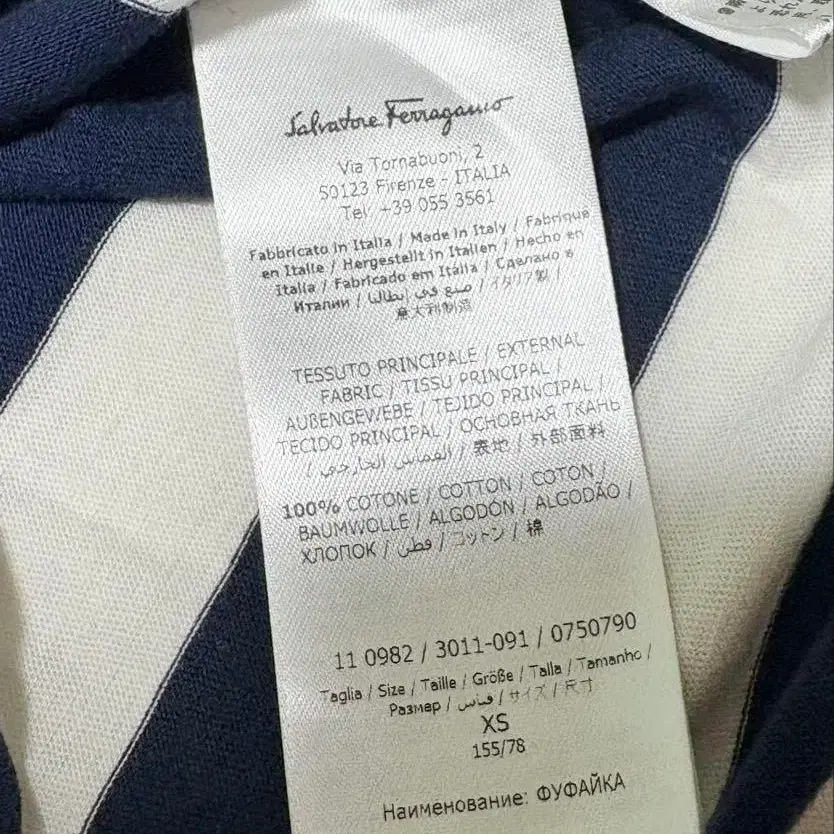 Salvatore Ferragamo
Via Tornabuoni, 2
50123 Firenze - ITALIA
Tel. +39 055 3561
Fabbricato in Italia / Made in Italy / Fabriqué
en Italie / Hergestellt in Italien / Hecho en
Italia / Fabricado em Itália / Сделано в
Италии / صنع في إيطاليا / イタリア製 /
意大利制造
TESSUTO PRINCIPALE / EXTERNAL
FABRIC / TISSU PRINCIPAL /
AUßENGEWEBE / TEJIDO PRINCIPAL /
TECIDO PRINCIPAL / ОСНОВНАЯ ТКАНЬ
/ القماس الخارجي / 表地 / 外部面料
100% COTONE / COTTON / COTON /
BAUMWOLLE / ALGODÓN / ALGODÃO /
ХЛОПОК / قطن / コットン / 棉
11 0982 / 3011-091 / 0750790
Taglia / Size / Taille / Größe / Talla / Tamanho /
Размер / قياس / サイズ / 尺寸
XS
155/78
Наименование: ФУФАЙКА